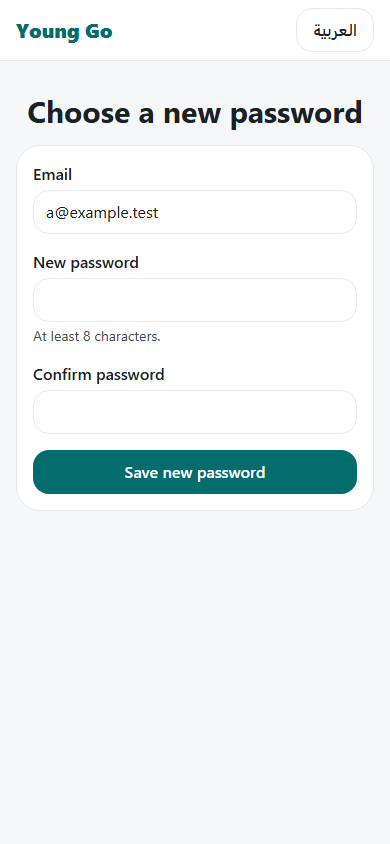 Young Go
العربية
Choose a new password
Email
a@example.test
New password
At least 8 characters.
Confirm password
Save new password